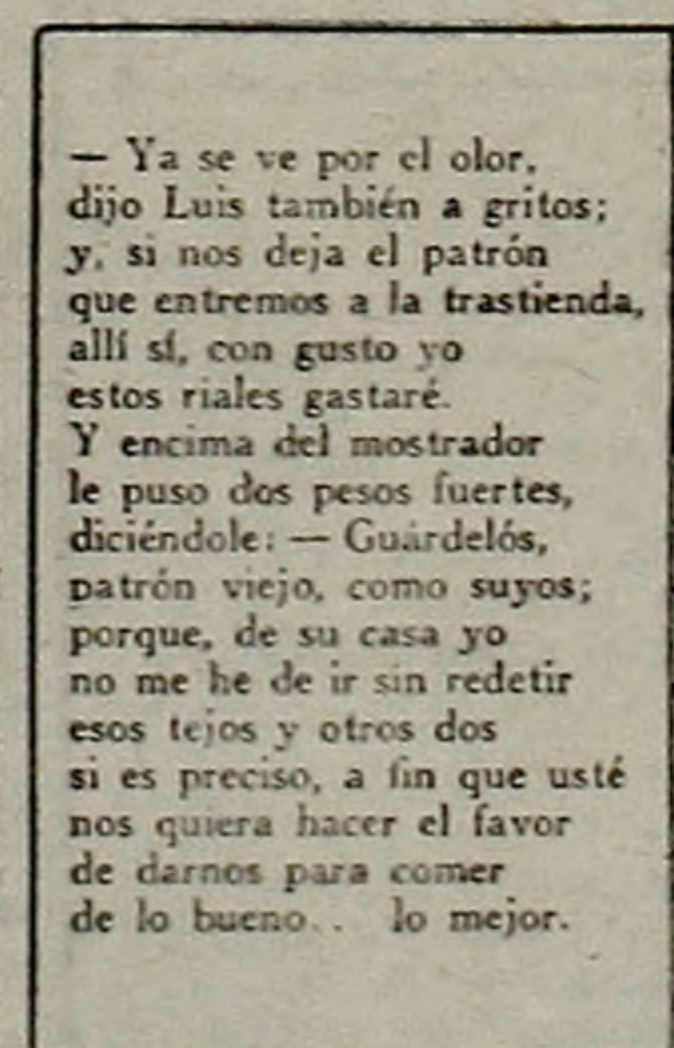 — Ya se ve por el olor,
dijo Luis también a gritos;
y, si nos deja el patrón
que entremos a la trastienda,
allí sí, con gusto yo
estos riales gastaré.
Y encima del mostrador
le puso dos pesos fuertes,
diciéndole: — Guárdelós,
patrón viejo, como suyos;
porque, de su casa yo
no me he de ir sin redetir
esos tejos y otros dos
si es preciso, a fin que usté
nos quiera hacer el favor
de darnos para comer
de lo bueno.. lo mejor.